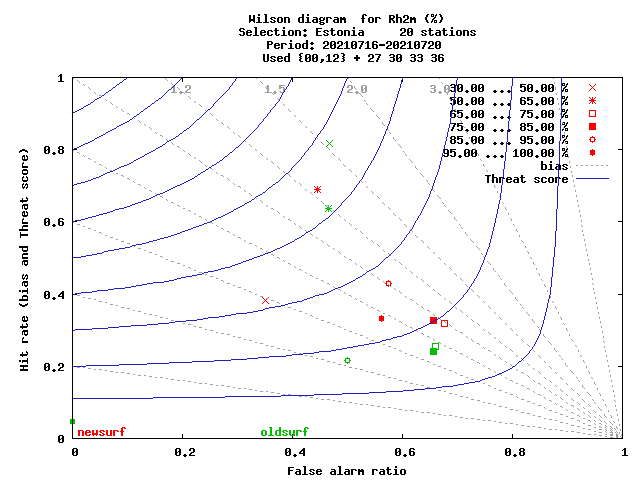 Wilson diagram  for Rh2m (%)
Selection: Estonia     20 stations
Period: 20210716-20210720
Used {00,12} + 27 30 33 36
1
0.8
0.6
0.4
0.2
0
Hit rate (bias and Threat score)
1.2
1.5
2.0
3.0
30.00 ... 50.00 %
50.00 ... 65.00 %
65.00 ... 75.00 %
75.00 ... 85.00 %
85.00 ... 95.00 %
95.00 ... 100.00 %
bias
Threat score
newsurf
oldsurf
0
0.2
0.4
0.6
0.8
1
False alarm ratio